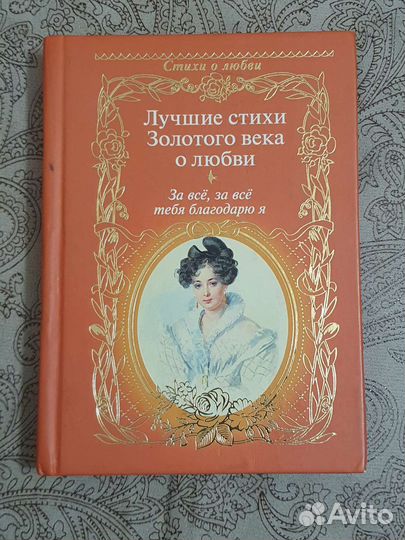 Стихи о любви
Лучшие стихи
Золотого века
о любви
За всё, за всё
тебя благодарю я
Avito